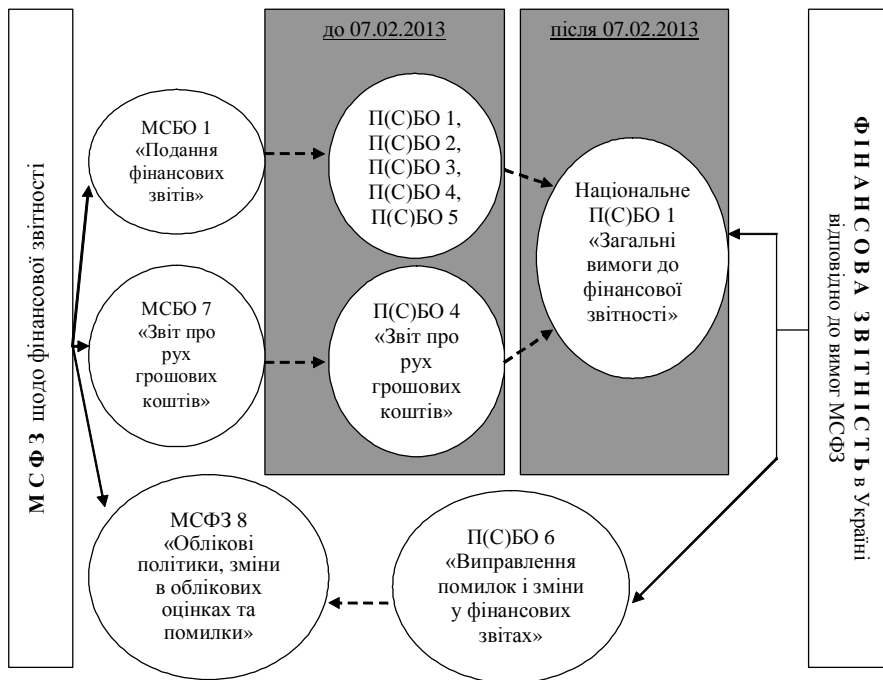 МСФЗ щодо фінансової звітності
до 07.02.2013
після 07.02.2013
МСБО 1
«Подання
фінансових
звітів»
П(С)БО 1,
П(С)БО 2,
П(С)БО 3,
П(С)БО 4,
П(С)БО 5
Національне
П(С)БО 1
«Загальні
вимоги до
фінансової
звітності»
МСБО 7
«Звіт про
рух
грошових
коштів»
П(С)БО 4
«Звіт про
рух
грошових
коштів»
МСФЗ 8
«Облікові
політики, зміни
в облікових
оцінках та
помилки»
П(С)БО 6
«Виправлення
помилок і зміни
у фінансових
звітах»
ФІНАНСОВА ЗВІТНІСТЬ в Україні
відповідно до вимог МСФЗ